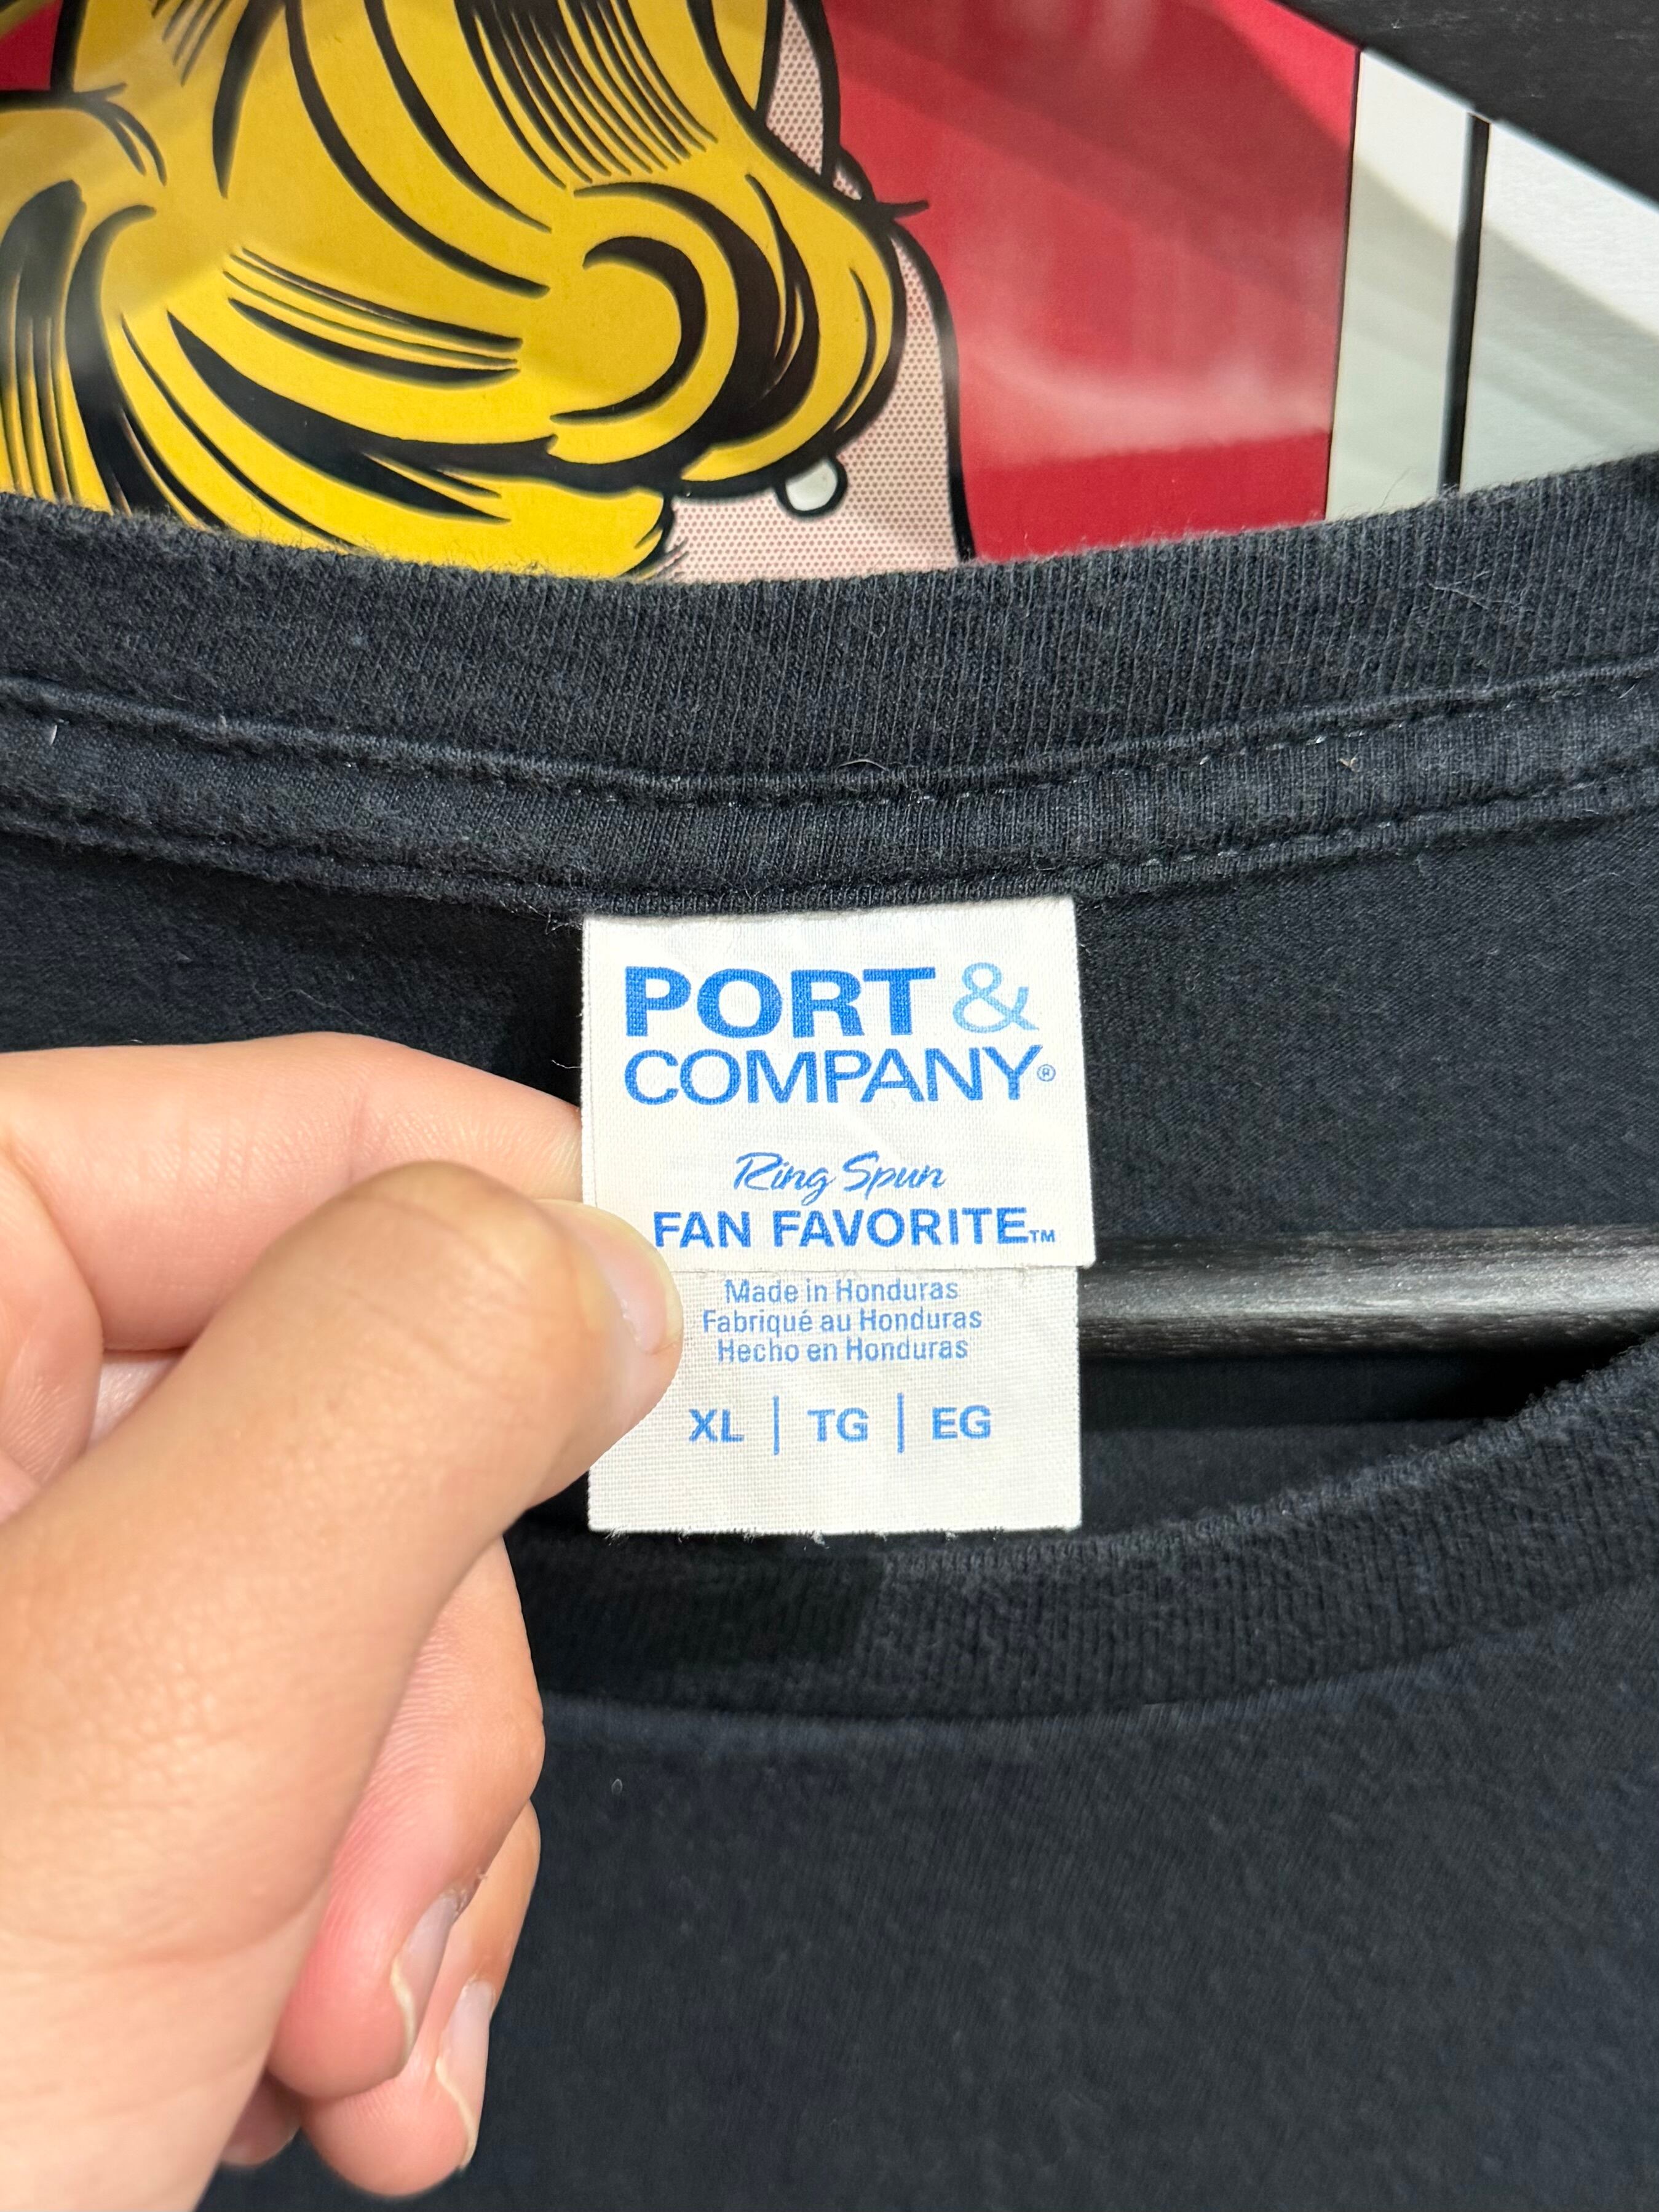 PORT &
COMPANY®
Ring Spun
FAN FAVORITE™
Made in Honduras
Fabriqué au Honduras
Hecho en Honduras
XL | TG | EG